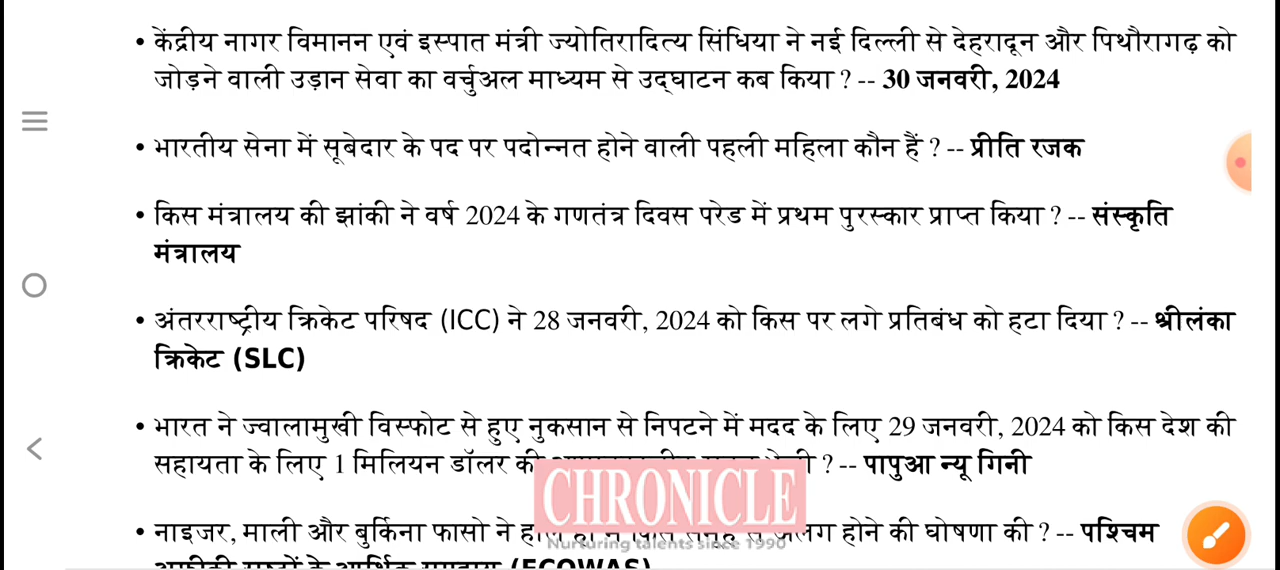 • केंद्रीय नागर विमानन एवं इस्पात मंत्री ज्योतिरादित्य सिंधिया ने नई दिल्ली से देहरादून और पिथौरागढ़ को
जोड़ने वाली उड़ान सेवा का वर्चुअल माध्यम से उद्घाटन कब किया ? -- 30 जनवरी, 2024
• भारतीय सेना में सूबेदार के पद पर पदोन्नत होने वाली पहली महिला कौन हैं ? -- प्रीति रजक
• किस मंत्रालय की झांकी ने वर्ष 2024 के गणतंत्र दिवस परेड में प्रथम पुरस्कार प्राप्त किया ? -- संस्कृति
मंत्रालय
• अंतरराष्ट्रीय क्रिकेट परिषद (ICC) ने 28 जनवरी, 2024 को किस पर लगे प्रतिबंध को हटा दिया ? -- श्रीलंका
क्रिकेट (SLC)
• भारत ने ज्वालामुखी विस्फोट से हुए नुकसान से निपटने में मदद के लिए 29 जनवरी, 2024 को किस देश की
सहायता के लिए 1 मिलियन डॉलर की ? -- पापुआ न्यू गिनी
CHRONICLE
• नाइजर, माली और बुर्किना फासो ने होने की घोषणा की ? -- पश्चिम
Nurturing talents since 1990
(ECOWAS)